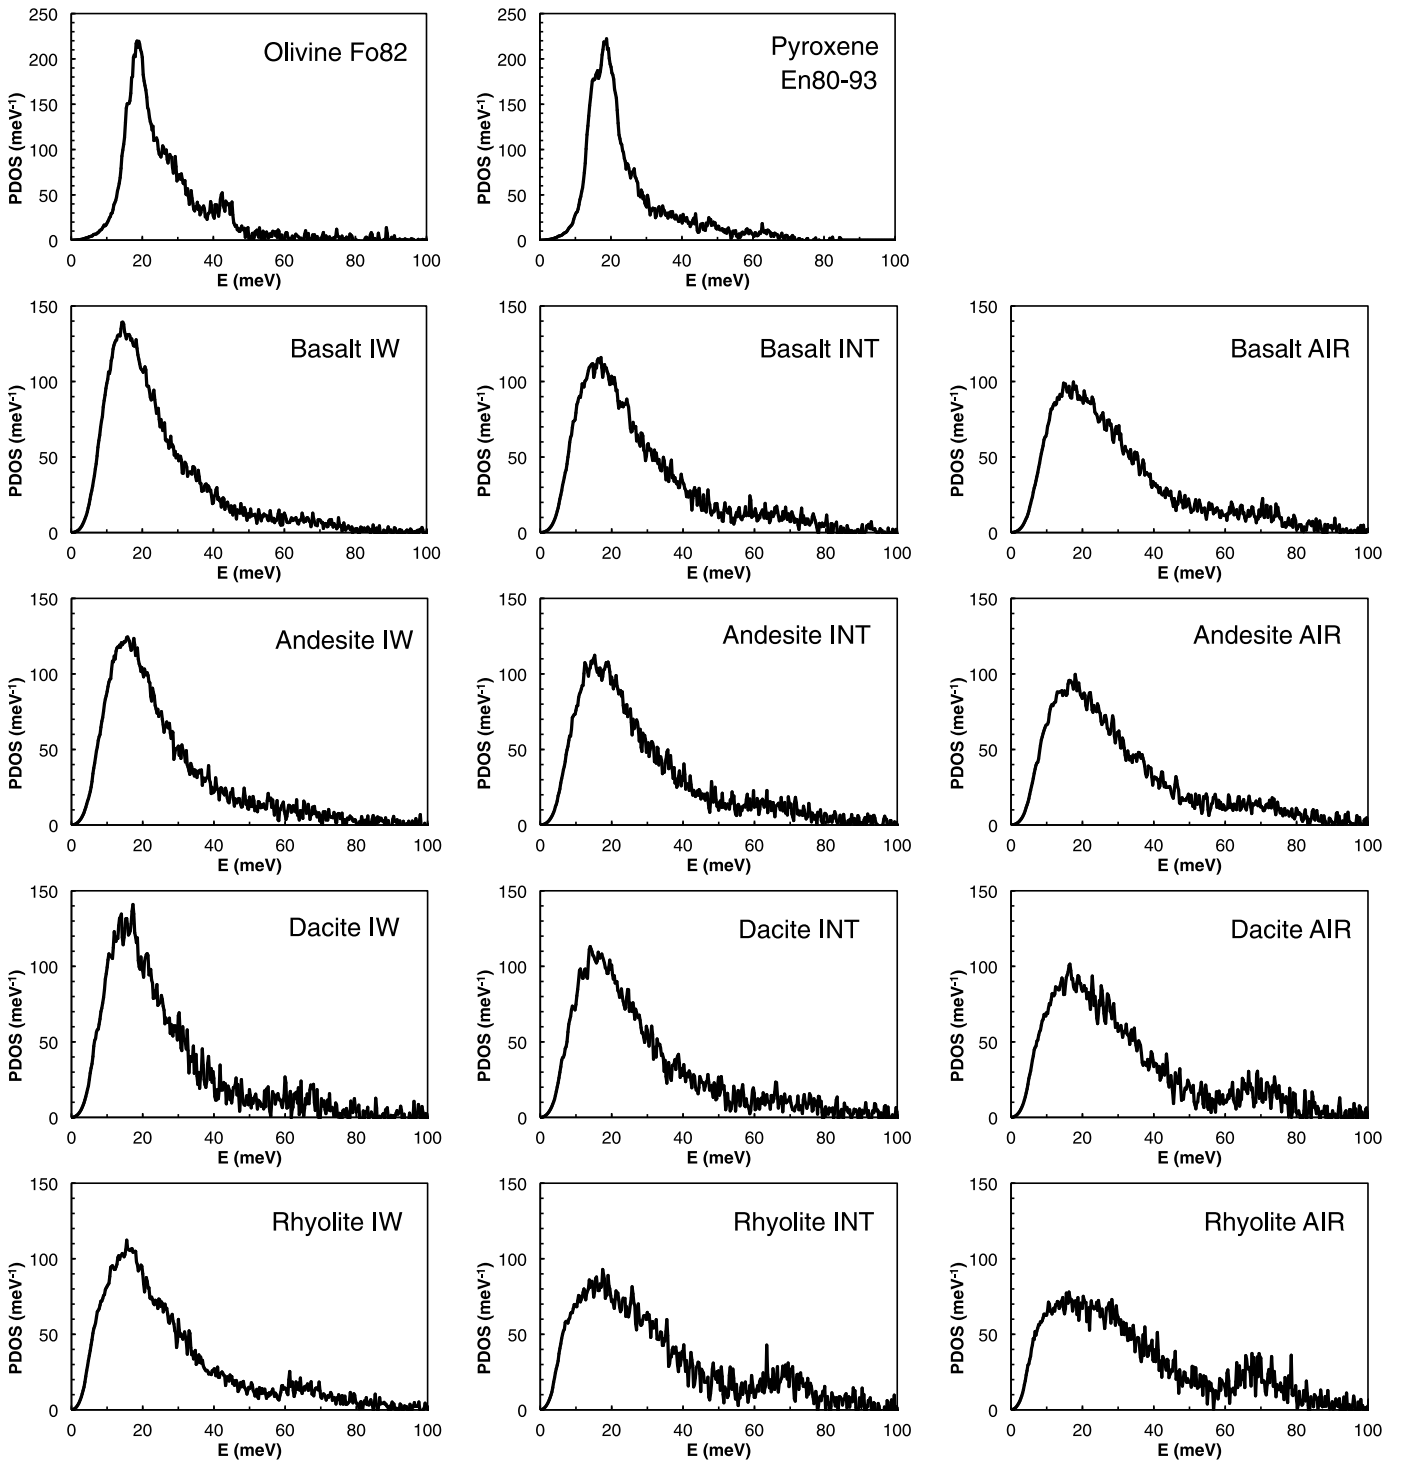 250
200
150
100
50
0
PDOS (meV⁻¹)
Olivine Fo82
0 20 40 60 80 100
E (meV)
250
200
150
100
50
0
PDOS (meV⁻¹)
Pyroxene
En80-93
0 20 40 60 80 100
E (meV)
150
100
50
0
PDOS (meV⁻¹)
Basalt IW
0 20 40 60 80 100
E (meV)
150
100
50
0
PDOS (meV⁻¹)
Basalt INT
0 20 40 60 80 100
E (meV)
150
100
50
0
PDOS (meV⁻¹)
Basalt AIR
0 20 40 60 80 100
E (meV)
150
100
50
0
PDOS (meV⁻¹)
Andesite IW
0 20 40 60 80 100
E (meV)
150
100
50
0
PDOS (meV⁻¹)
Andesite INT
0 20 40 60 80 100
E (meV)
150
100
50
0
PDOS (meV⁻¹)
Andesite AIR
0 20 40 60 80 100
E (meV)
150
100
50
0
PDOS (meV⁻¹)
Dacite IW
0 20 40 60 80 100
E (meV)
150
100
50
0
PDOS (meV⁻¹)
Dacite INT
0 20 40 60 80 100
E (meV)
150
100
50
0
PDOS (meV⁻¹)
Dacite AIR
0 20 40 60 80 100
E (meV)
150
100
50
0
PDOS (meV⁻¹)
Rhyolite IW
0 20 40 60 80 100
E (meV)
150
100
50
0
PDOS (meV⁻¹)
Rhyolite INT
0 20 40 60 80 100
E (meV)
150
100
50
0
PDOS (meV⁻¹)
Rhyolite AIR
0 20 40 60 80 100
E (meV)